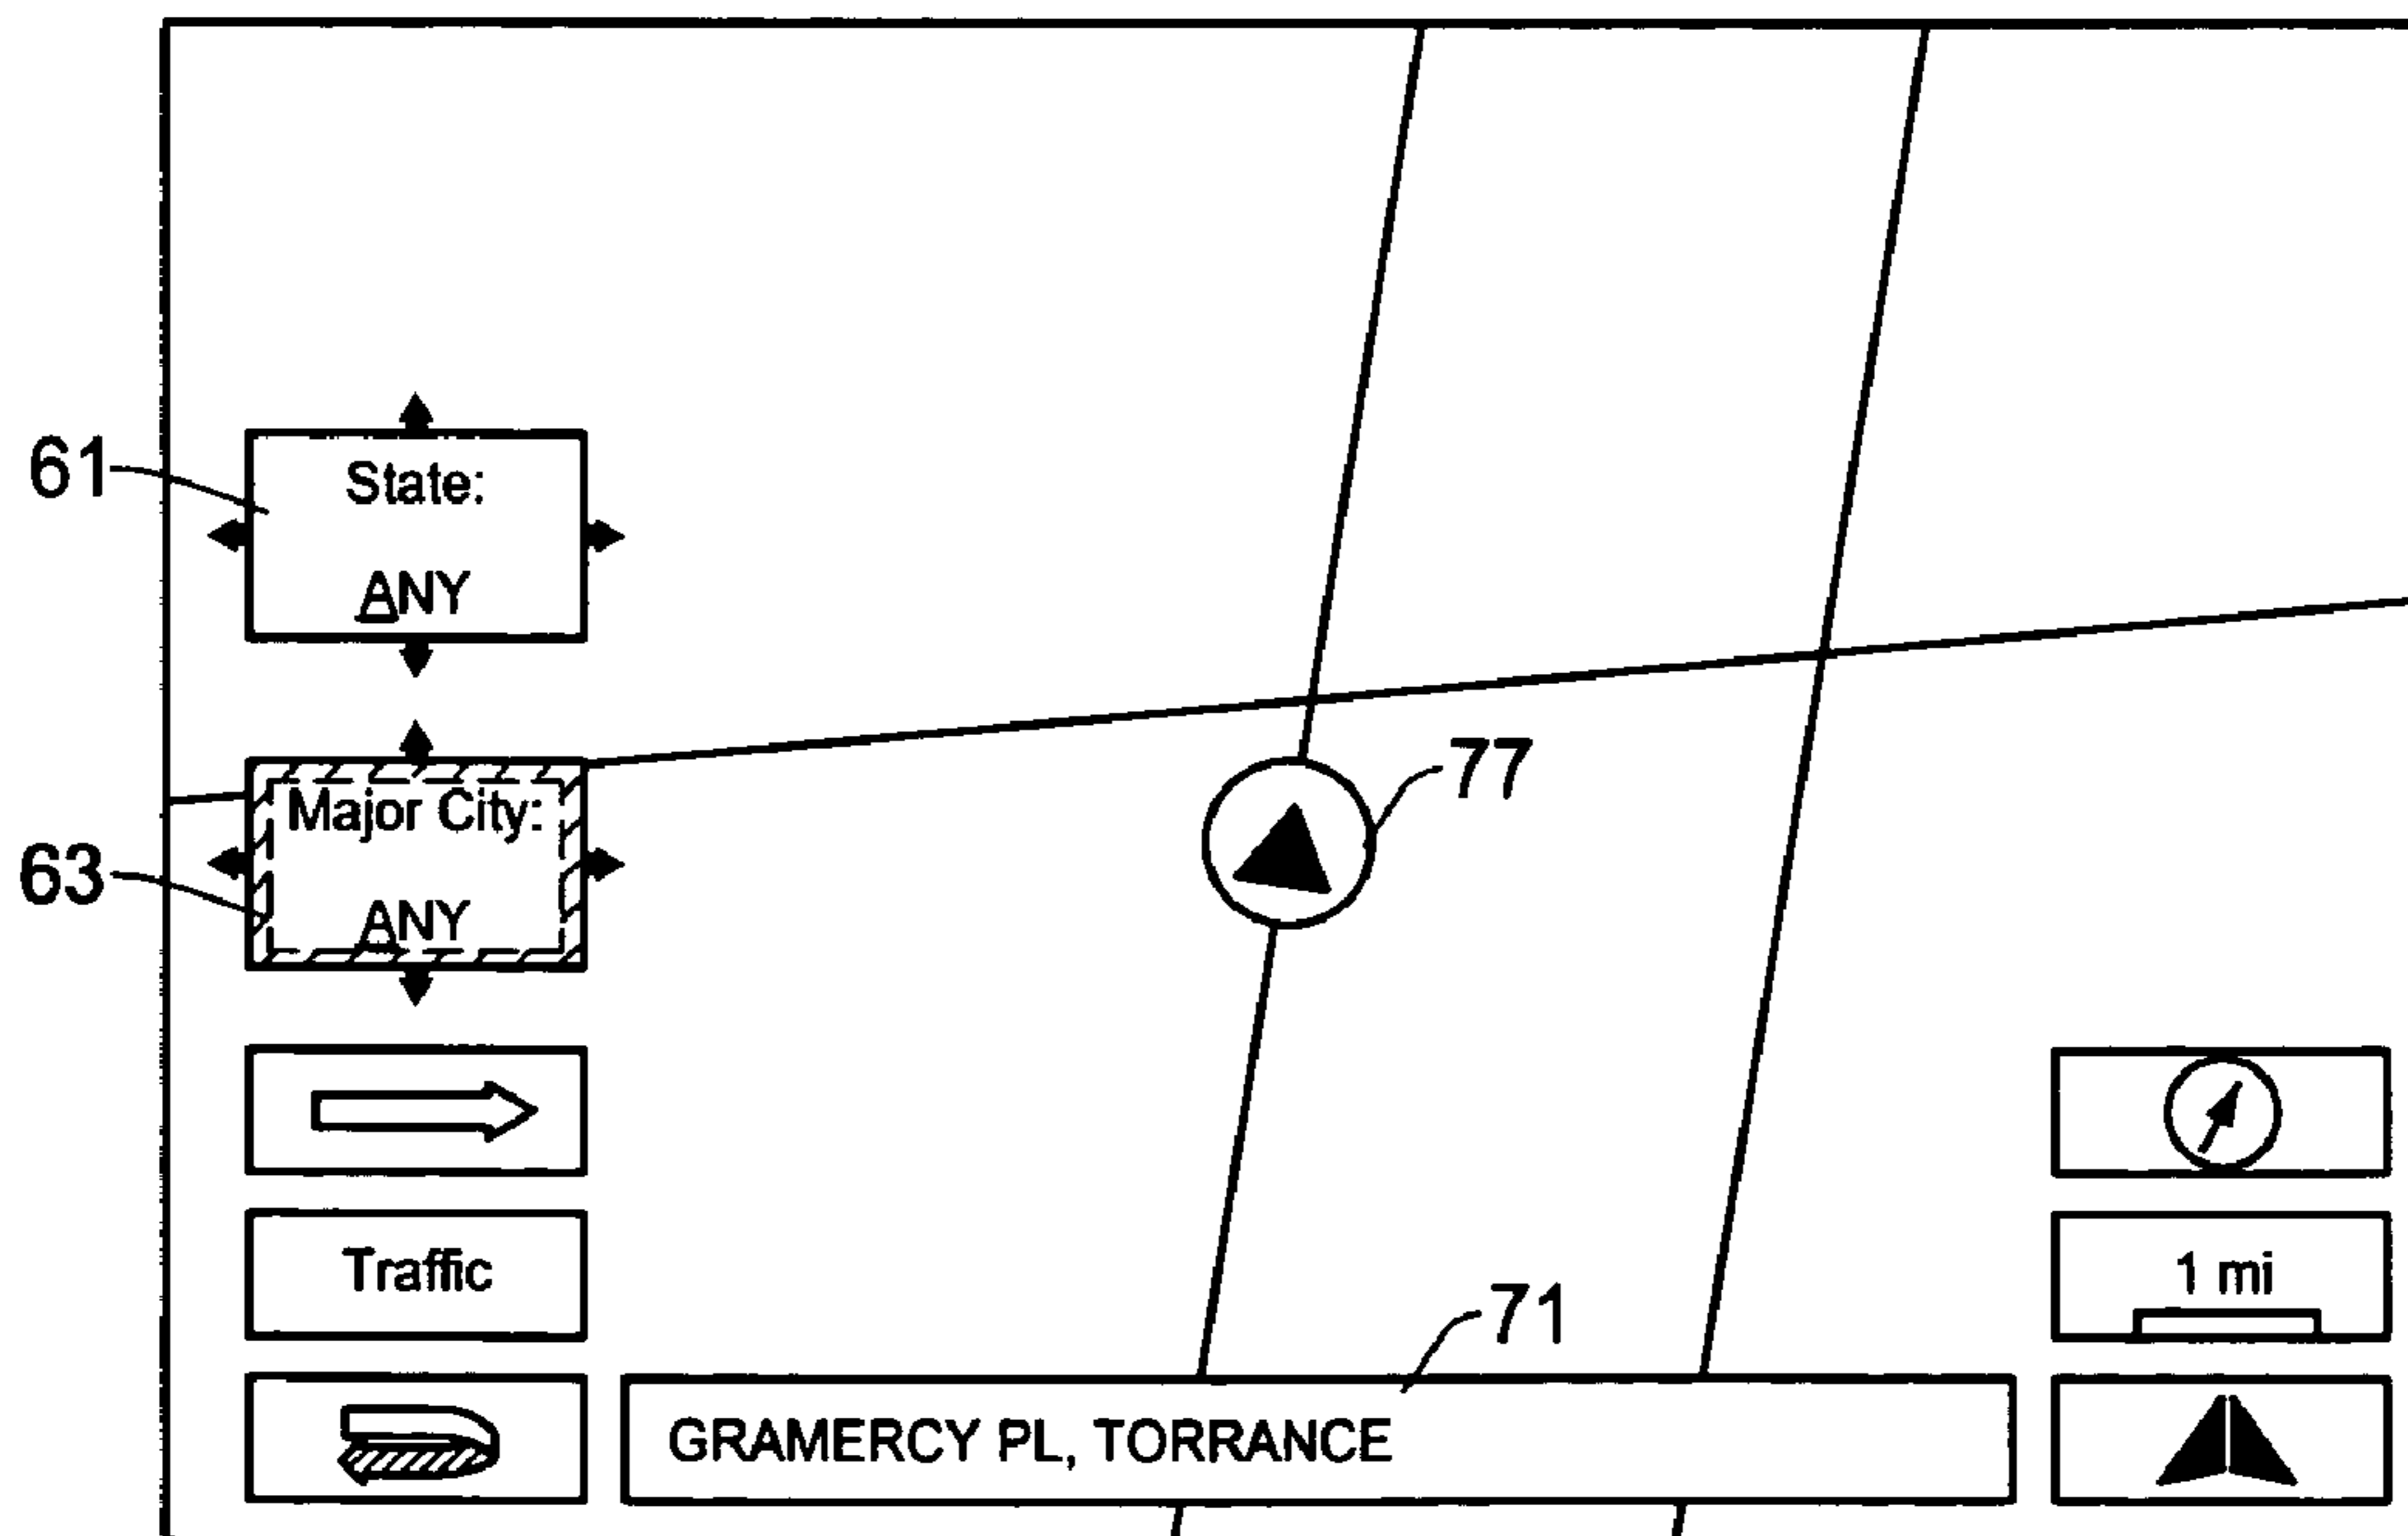 61
State:
ANY
77
63
Major City:
ANY
Traffic
1 mi
71
GRAMERCY PL, TORRANCE